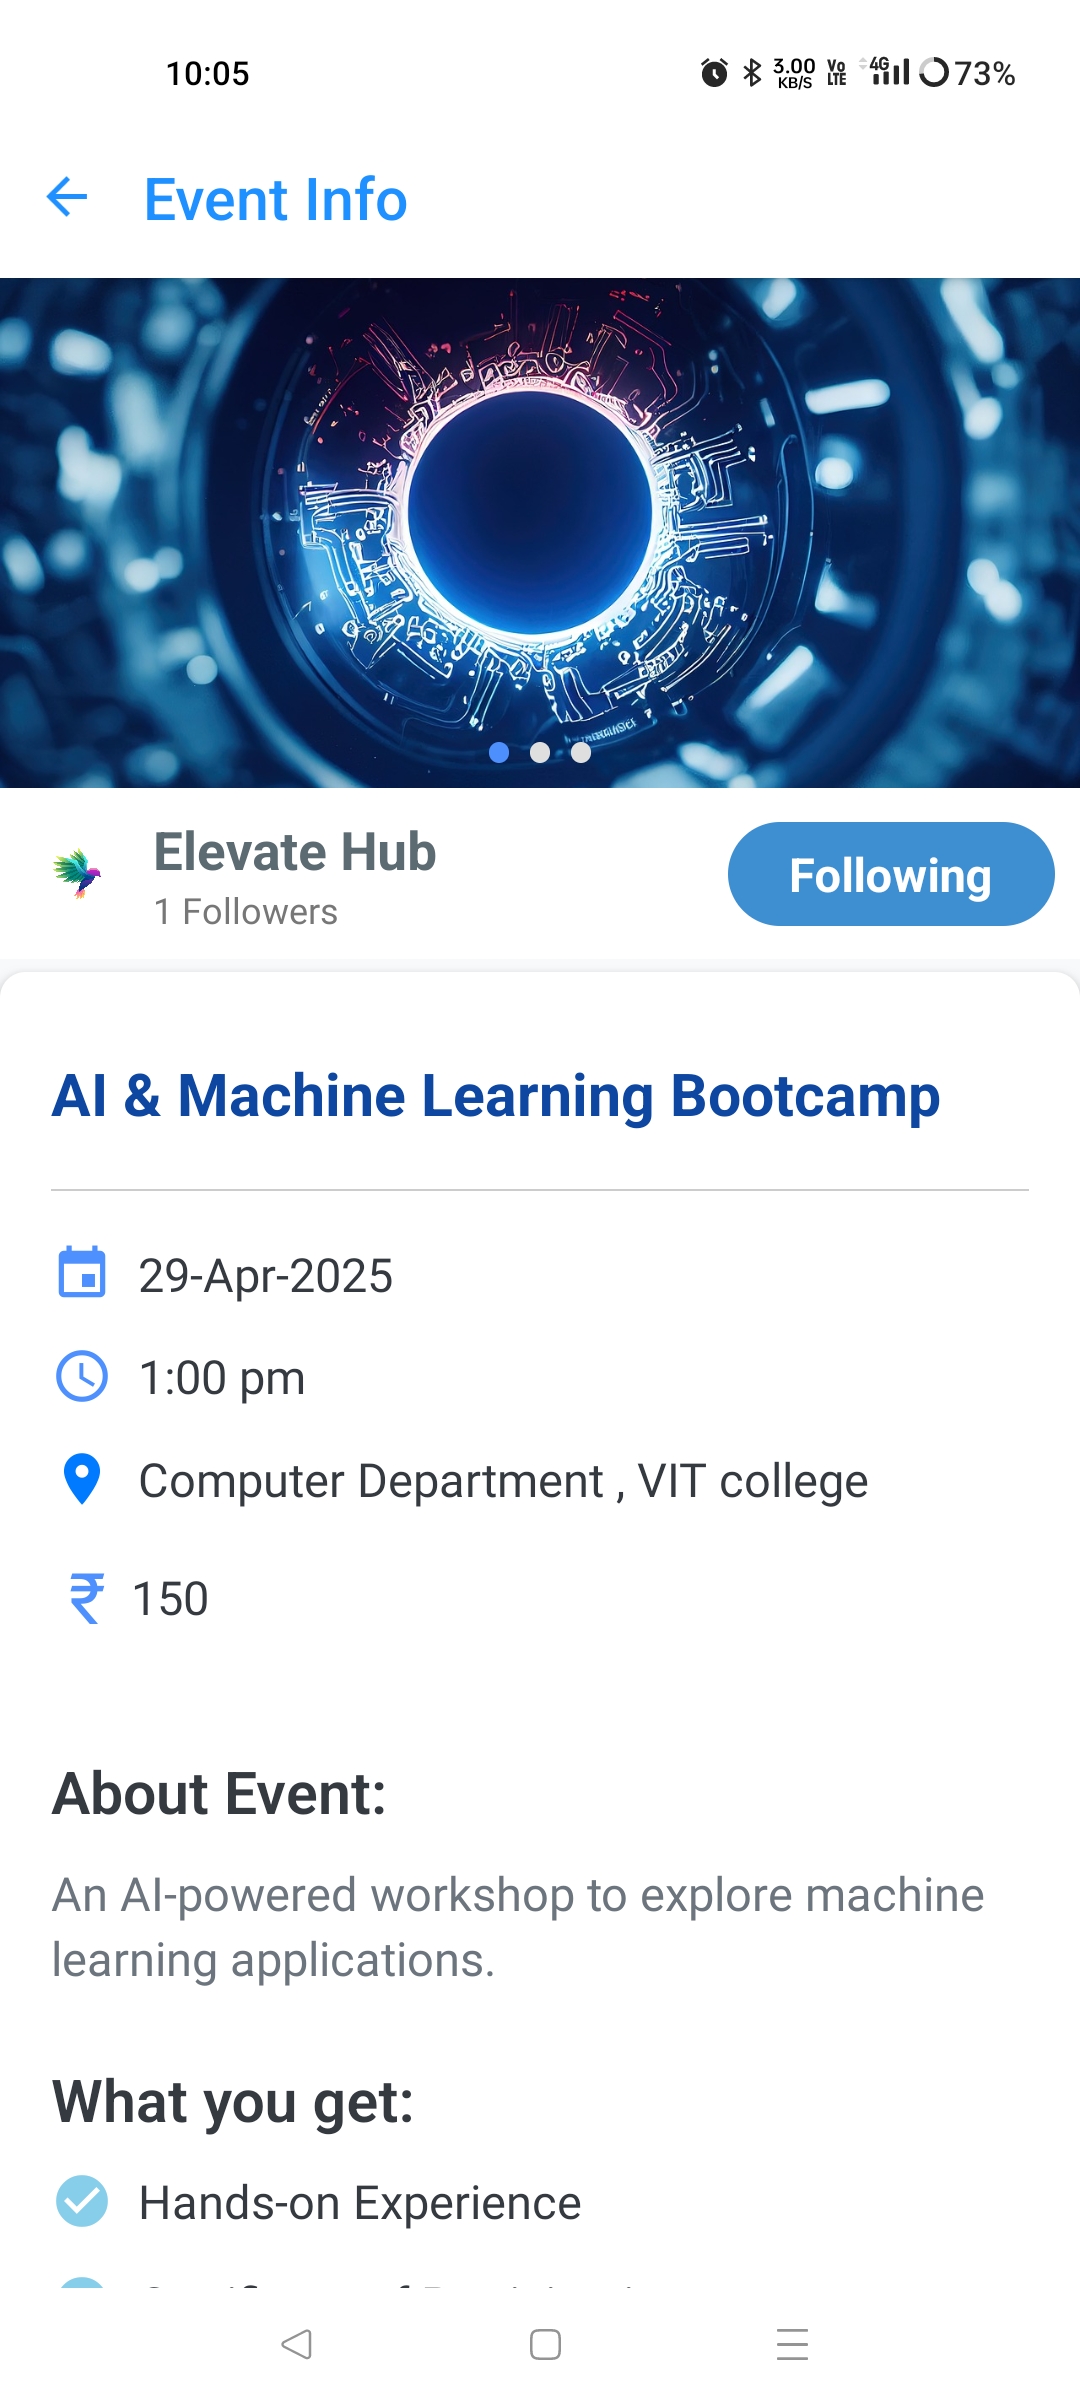 10:05
3.00 KB/S Vo LTE 4G 73%
Event Info
Elevate Hub
1 Followers
Following
AI & Machine Learning Bootcamp
29-Apr-2025
1:00 pm
Computer Department , VIT college
₹ 150
About Event:
An AI-powered workshop to explore machine
learning applications.
What you get:
Hands-on Experience